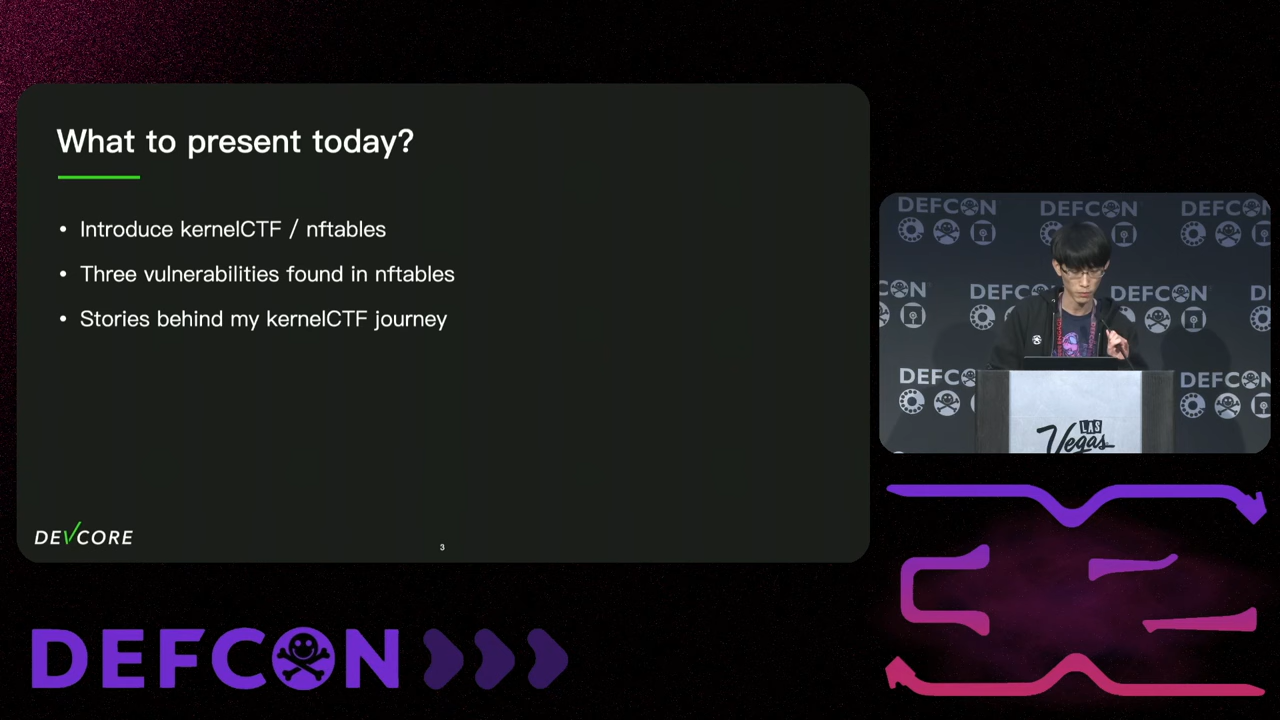 What to present today?
• Introduce kernelCTF / nftables
• Three vulnerabilities found in nftables
• Stories behind my kernelCTF journey
DEVCORE
3
DEFCON
DEFCON DEFCON DEFCON
CON DEFCON DEFCON
DEFCON DEFCON
LAS
Vegas